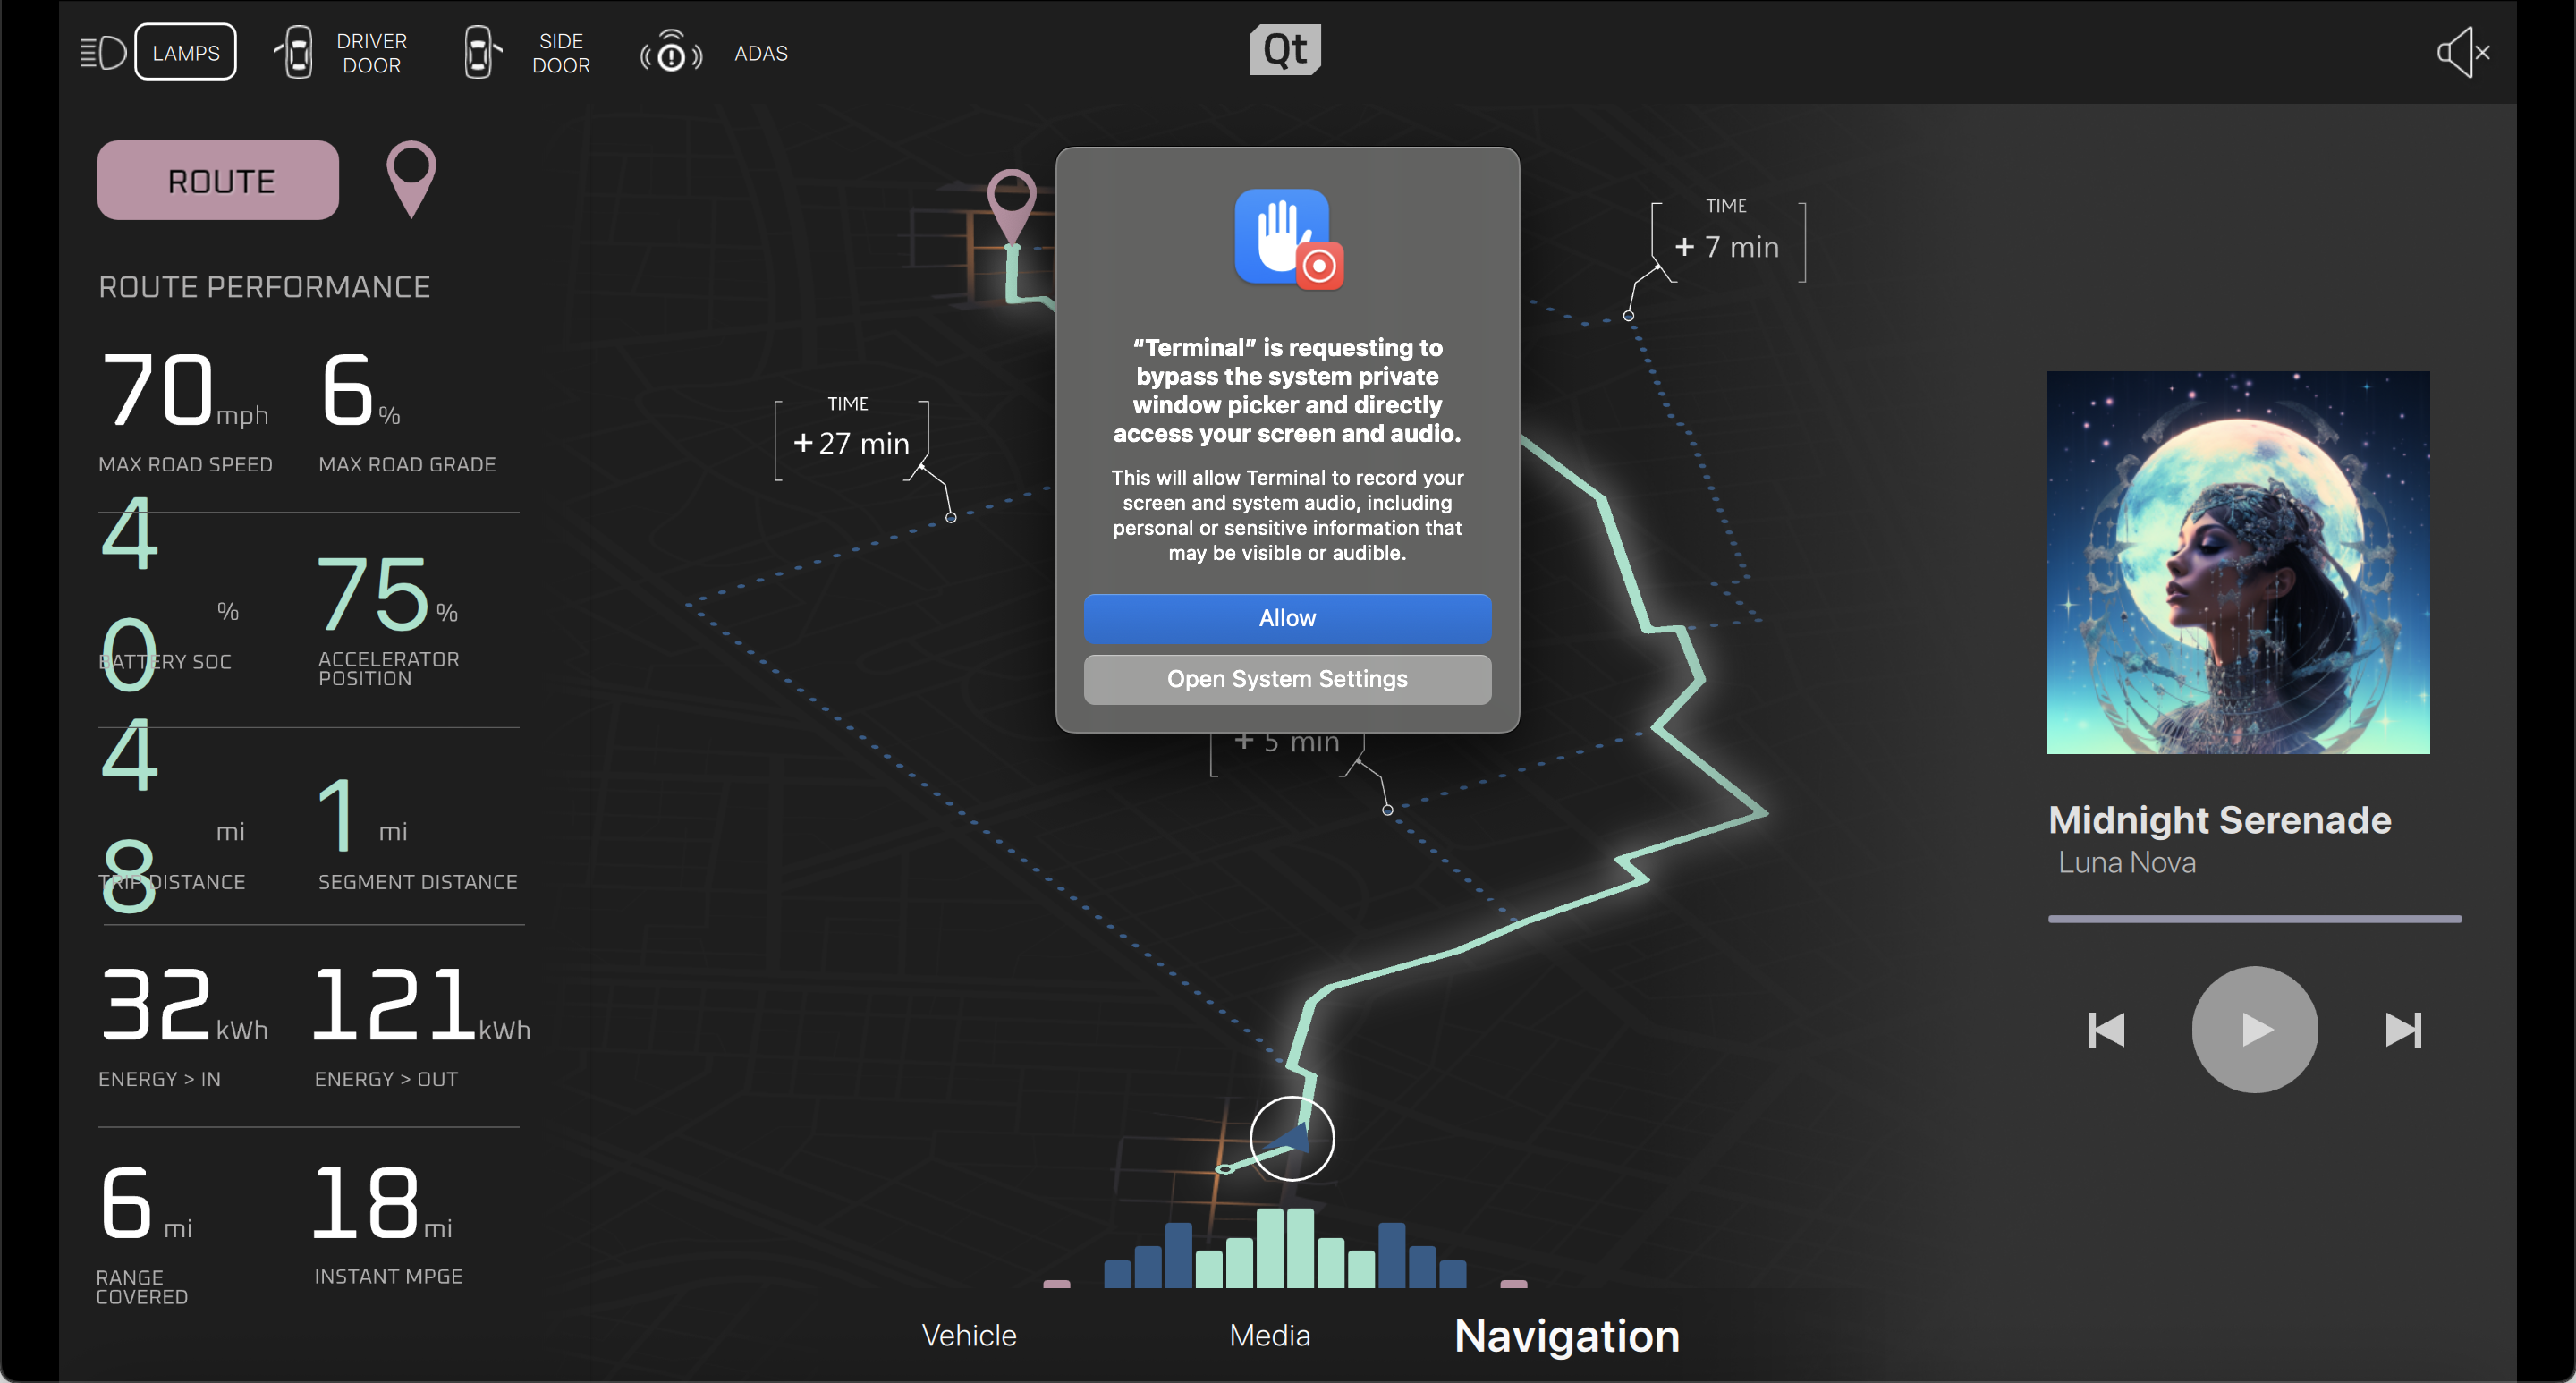 LAMPS
DRIVER
DOOR
SIDE
DOOR
ADAS
Qt
ROUTE
ROUTE PERFORMANCE
70 mph
MAX ROAD SPEED
6 %
MAX ROAD GRADE
4
0
%
BATTERY SOC
75 %
ACCELERATOR
POSITION
4
8
mi
TRIP DISTANCE
1 mi
SEGMENT DISTANCE
32 kWh
ENERGY > IN
121 kWh
ENERGY > OUT
6 mi
RANGE
COVERED
18 mi
INSTANT MPGE
TIME
+ 27 min
TIME
+ 7 min
“Terminal” is requesting to
bypass the system private
window picker and directly
access your screen and audio.
This will allow Terminal to record your
screen and system audio, including
personal or sensitive information that
may be visible or audible.
Allow
Open System Settings
+ 5 min
Midnight Serenade
Luna Nova
Vehicle
Media
Navigation